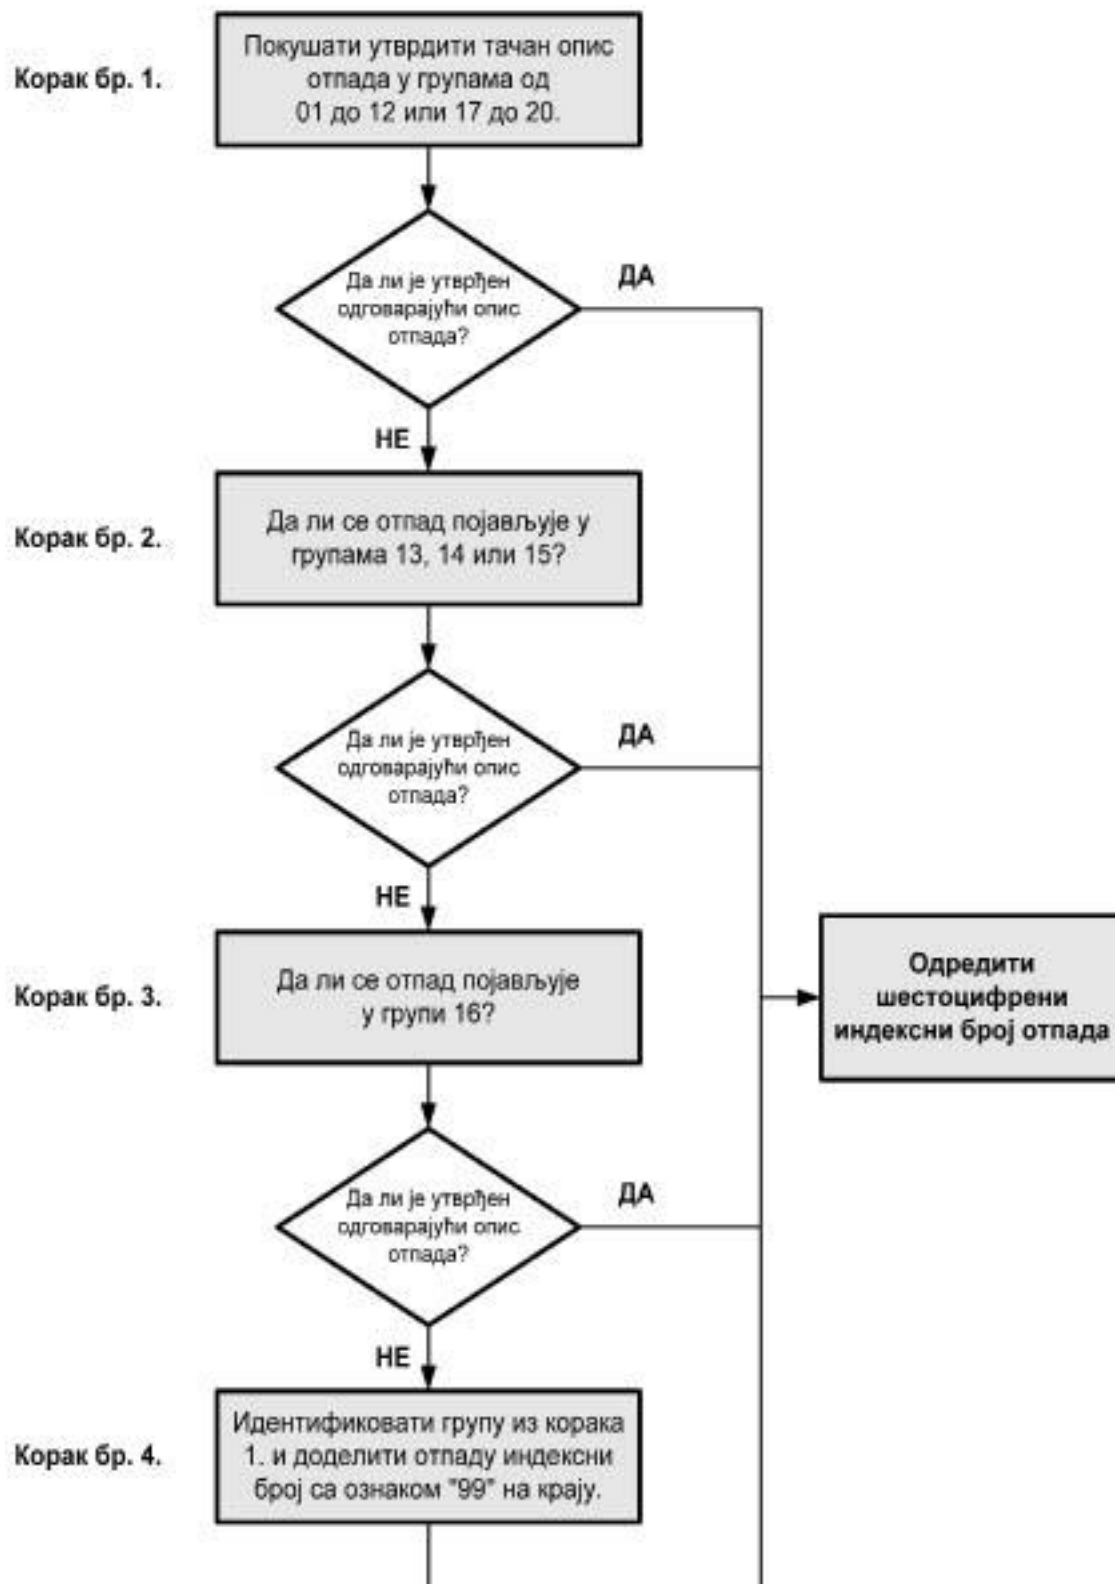 Корак бр. 1.
Покушати утврдити тачан опис
отпада у групама од
01 до 12 или 17 до 20.
Да ли је утврђен
одговарајући опис
отпада?
ДА
НЕ
Корак бр. 2.
Да ли се отпад појављује у
групама 13, 14 или 15?
Да ли је утврђен
одговарајући опис
отпада?
ДА
НЕ
Корак бр. 3.
Да ли се отпад појављује
у групи 16?
Одредити
шестоцифрени
индексни број отпада
Да ли је утврђен
одговарајући опис
отпада?
ДА
НЕ
Корак бр. 4.
Идентификовати групу из корака
1. и доделити отпаду индексни
број са ознаком "99" на крају.